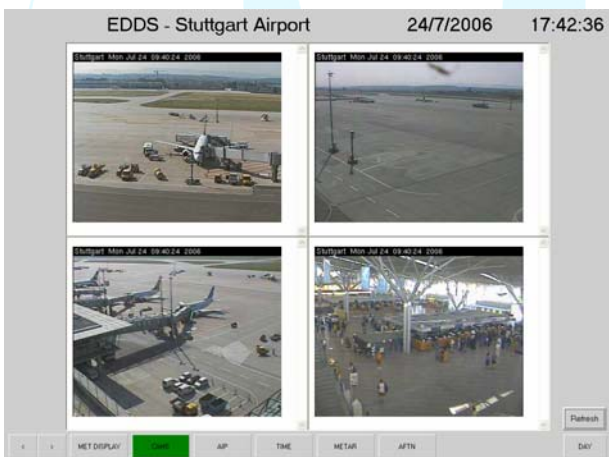 EDDS - Stuttgart Airport 24/7/2006 17:42:36
Stuttgart Mon Jul 24 09:40:24 2006
Stuttgart Mon Jul 24 09:40:24 2006
Stuttgart Mon Jul 24 09:40:24 2006
Stuttgart Mon Jul 24 09:40:24 2006
Refresh
< > MET DISPLAY CAMS AIP TIME METAR AFTN DAY